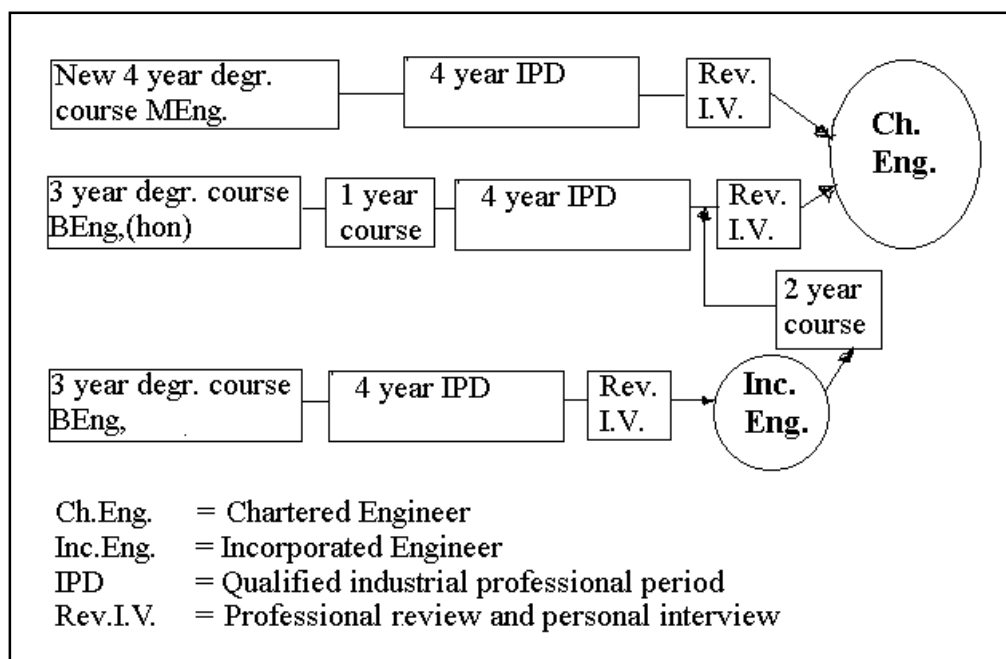 New 4 year degr.
course MEng.
4 year IPD
Rev.
I.V.
Ch.
Eng.
3 year degr. course
BEng,(hon)
1 year
course
4 year IPD
Rev.
I.V.
2 year
course
3 year degr. course
BEng,
4 year IPD
Rev.
I.V.
Inc.
Eng.
Ch.Eng. = Chartered Engineer
Inc.Eng. = Incorporated Engineer
IPD = Qualified industrial professional period
Rev.I.V. = Professional review and personal interview